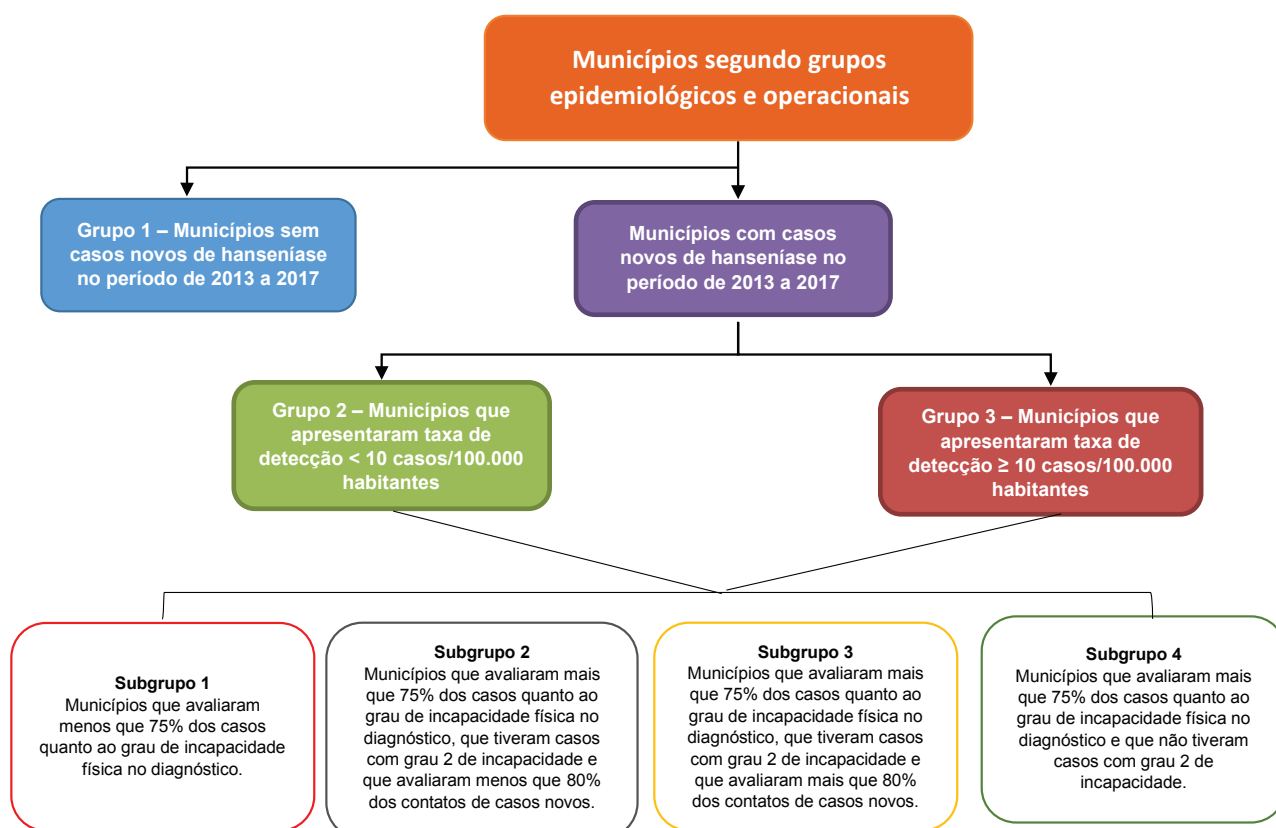 Municípios segundo grupos
epidemiológicos e operacionais
Grupo 1 – Municípios sem
casos novos de hanseníase
no período de 2013 a 2017
Municípios com casos
novos de hanseníase no
período de 2013 a 2017
Grupo 2 – Municípios que
apresentaram taxa de
detecção < 10 casos/100.000
habitantes
Grupo 3 – Municípios que
apresentaram taxa de
detecção ≥ 10 casos/100.000
habitantes
Subgrupo 1
Municípios que avaliaram
menos que 75% dos casos
quanto ao grau de incapacidade
física no diagnóstico.
Subgrupo 2
Municípios que avaliaram mais
que 75% dos casos quanto ao
grau de incapacidade física no
diagnóstico, que tiveram casos
com grau 2 de incapacidade e
que avaliaram menos que 80%
dos contatos de casos novos.
Subgrupo 3
Municípios que avaliaram mais
que 75% dos casos quanto ao
grau de incapacidade física no
diagnóstico, que tiveram casos
com grau 2 de incapacidade e
que avaliaram mais que 80%
dos contatos de casos novos.
Subgrupo 4
Municípios que avaliaram mais
que 75% dos casos quanto ao
grau de incapacidade física no
diagnóstico e que não tiveram
casos com grau 2 de
incapacidade.